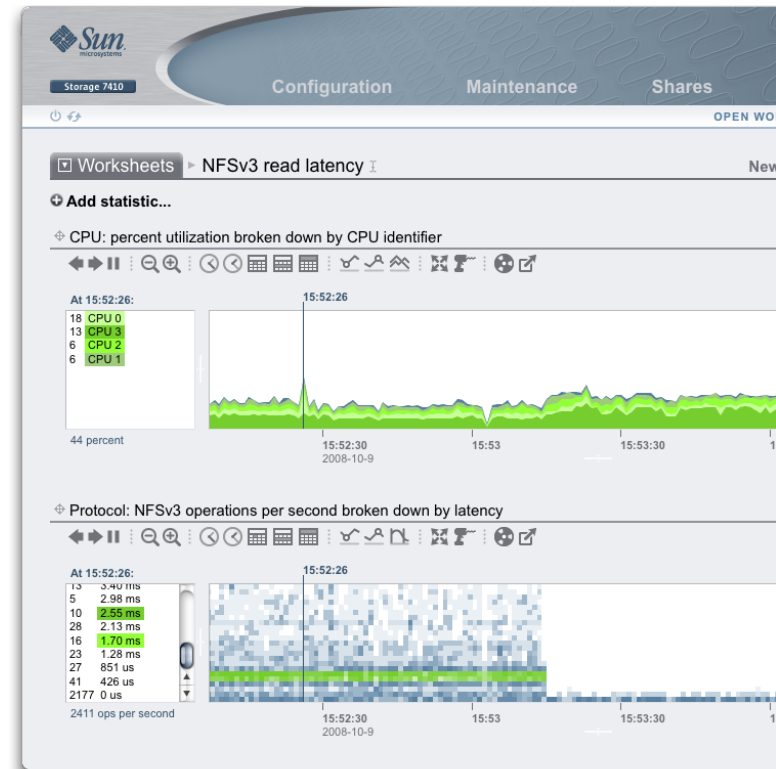 Sun
microsystems
Storage 7410
Configuration Maintenance Shares
OPEN WO
Worksheets NFSv3 read latency New
Add statistic...
CPU: percent utilization broken down by CPU identifier
At 15:52:26: 15:52:26
18 CPU 0
13 CPU 3
6 CPU 2
6 CPU 1
44 percent
15:52:30 15:53 15:53:30 1
2008-10-9
Protocol: NFSv3 operations per second broken down by latency
At 15:52:26: 15:52:26
13 3.40 ms
5 2.98 ms
10 2.55 ms
28 2.13 ms
16 1.70 ms
23 1.28 ms
27 851 us
41 426 us
2177 0 us
2411 ops per second
15:52:30 15:53 15:53:30 1
2008-10-9